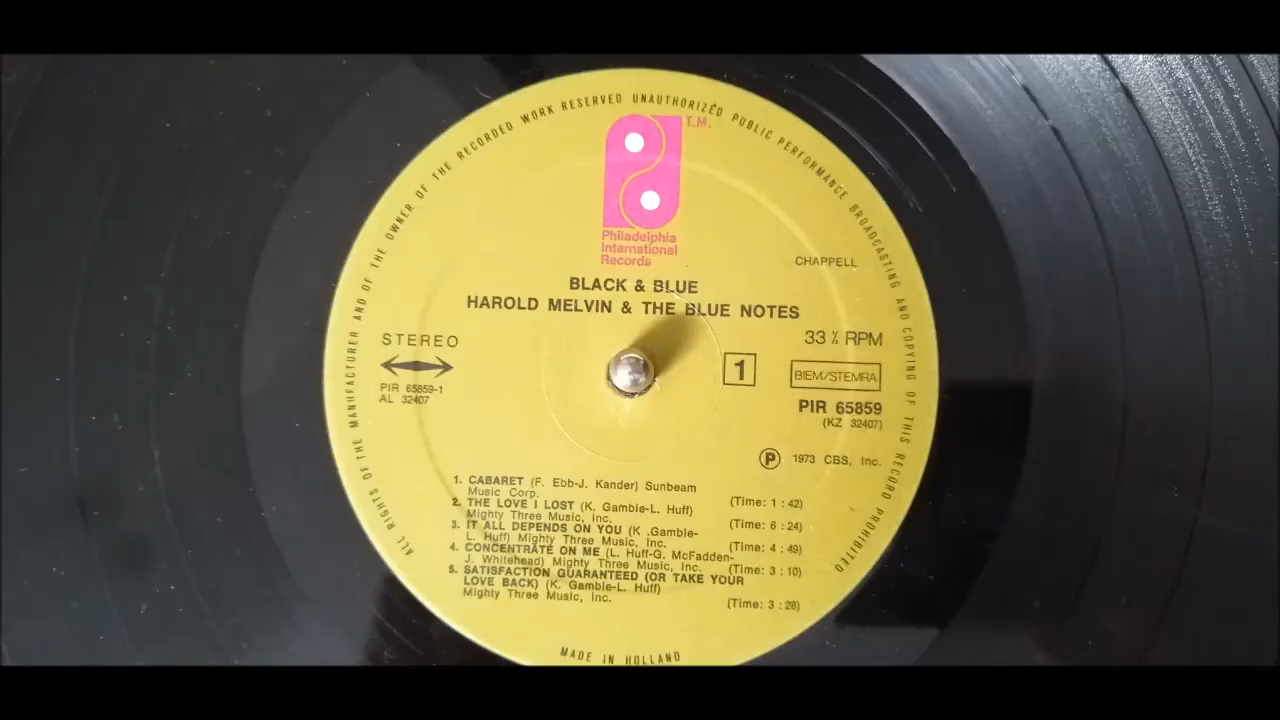 ALL RIGHTS OF THE MANUFACTURER AND OF THE OWNER OF THE RECORDED WORK RESERVED UNAUTHORIZED PUBLIC PERFORMANCE BROADCASTING AND COPYING OF THIS RECORD PROHIBITED
T.M.
Philadelphia
International
Records
CHAPPELL
BLACK & BLUE
HAROLD MELVIN & THE BLUE NOTES
STEREO
33 ⅓ RPM
1
BIEM/STEMRA
PIR 65859-1
AL 32407
PIR 65859
(KZ 32407)
Ⓟ 1973 CBS, Inc.
1. CABARET (F. Ebb-J. Kander) Sunbeam
Music Corp. (Time: 1 : 42)
2. THE LOVE I LOST (K. Gamble-L. Huff)
Mighty Three Music, Inc. (Time: 6 : 24)
3. IT ALL DEPENDS ON YOU (K .Gamble-
L. Huff) Mighty Three Music, Inc. (Time: 4 : 49)
4. CONCENTRATE ON ME (L. Huff-G. McFadden-
J. Whitehead) Mighty Three Music, Inc. (Time: 3 : 10)
5. SATISFACTION GUARANTEED (OR TAKE YOUR
LOVE BACK) (K. Gamble-L. Huff)
Mighty Three Music, Inc. (Time: 3 : 28)
MADE IN HOLLAND